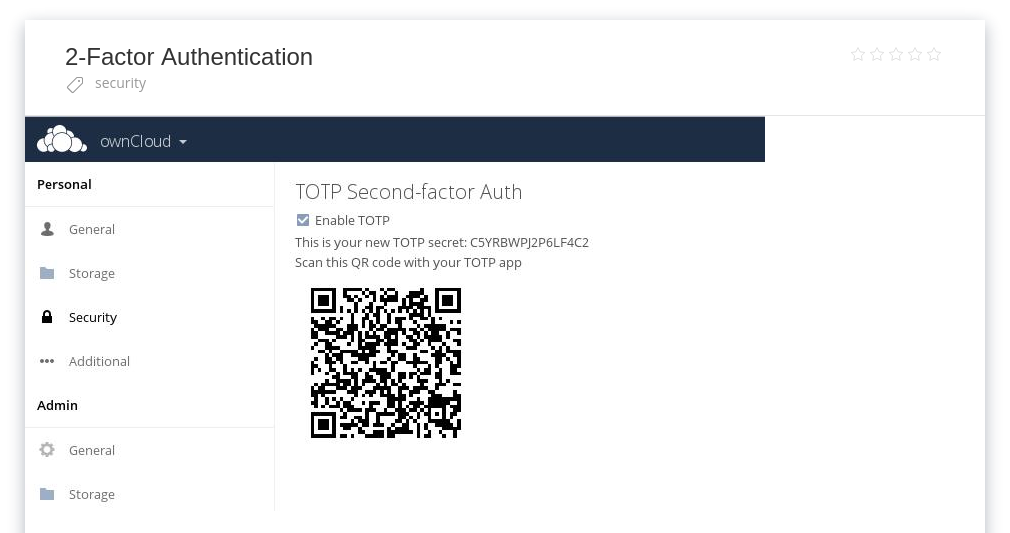 2-Factor Authentication
security
ownCloud
Personal
General
Storage
Security
Additional
Admin
General
Storage
TOTP Second-factor Auth
Enable TOTP
This is your new TOTP secret: C5YRBWPJ2P6LF4C2
Scan this QR code with your TOTP app